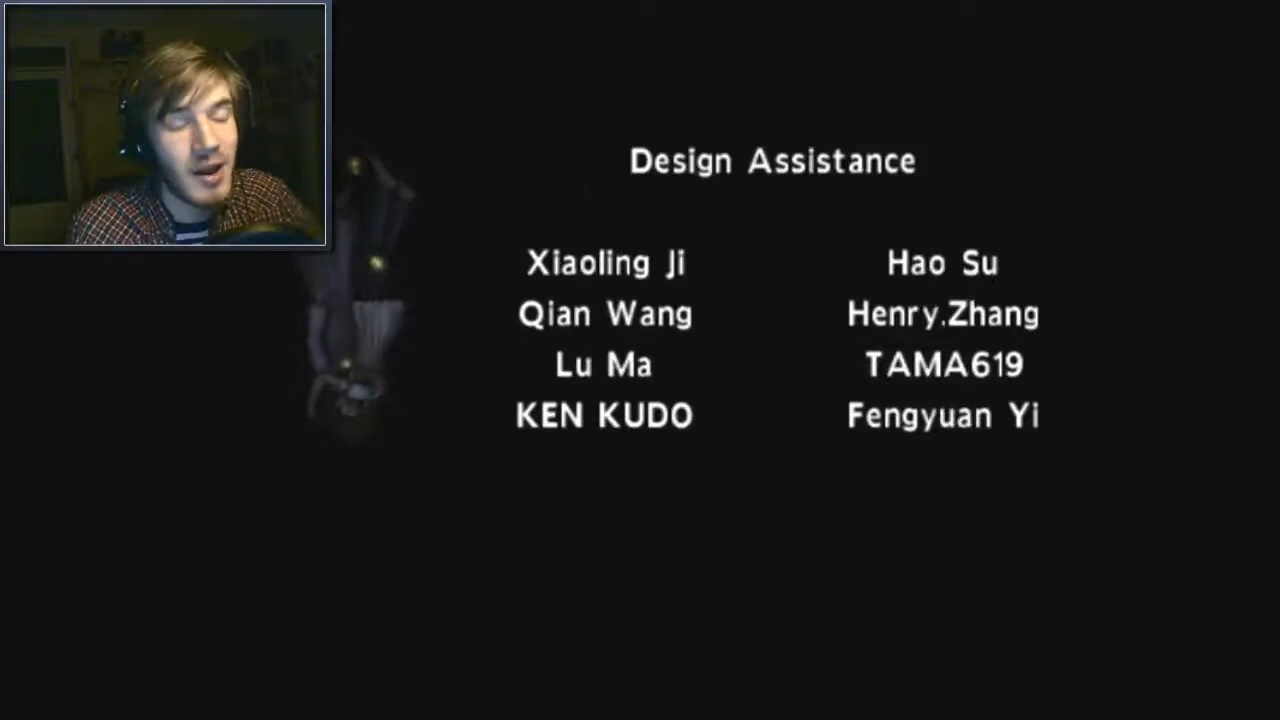 Design Assistance
Xiaoling Ji Hao Su
Qian Wang Henry.Zhang
Lu Ma TAMA619
KEN KUDO Fengyuan Yi